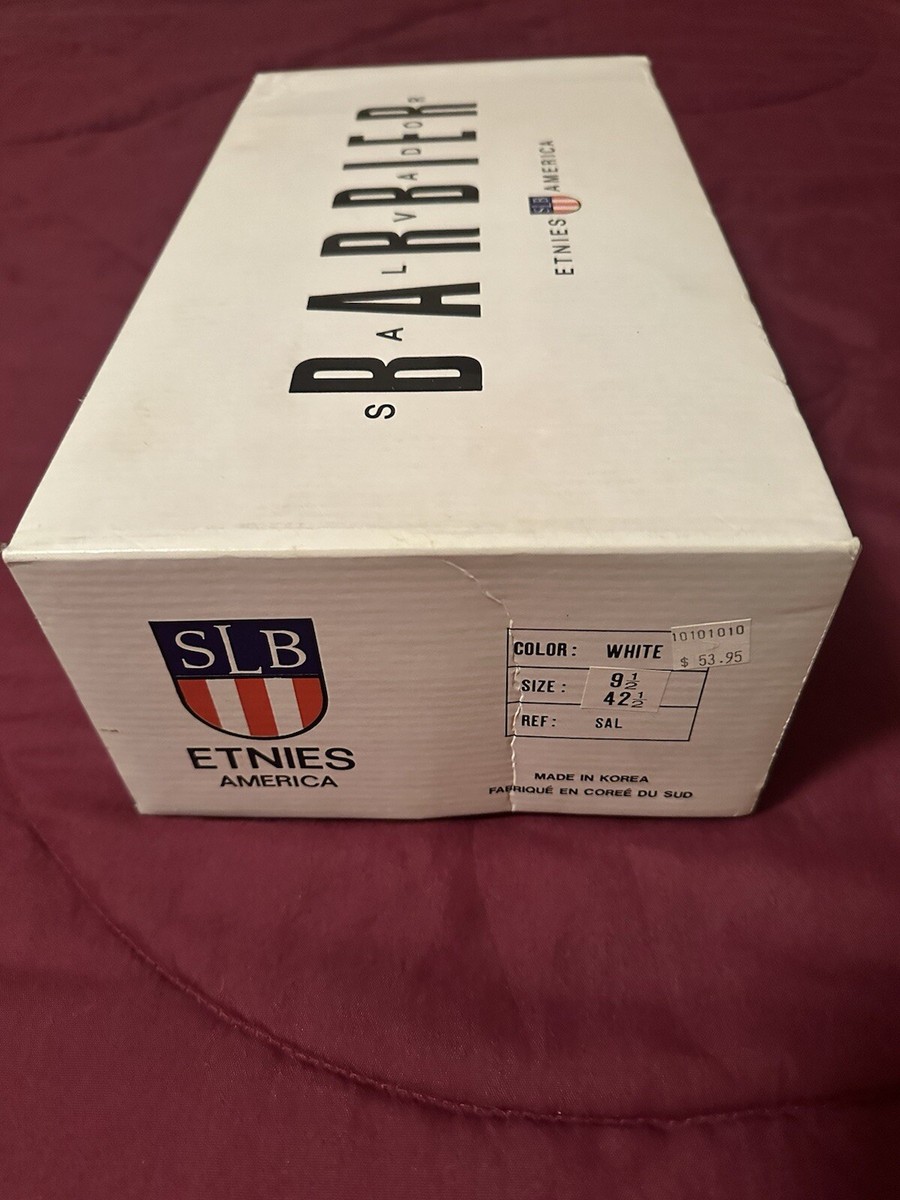 BARBIER
SALVADOR
ETNIES SLB AMERICA
SLB
ETNIES
AMERICA
COLOR: WHITE
10101010
$ 53.95
SIZE: 9½
42½
REF: SAL
MADE IN KOREA
FABRIQUÉ EN COREÉ DU SUD